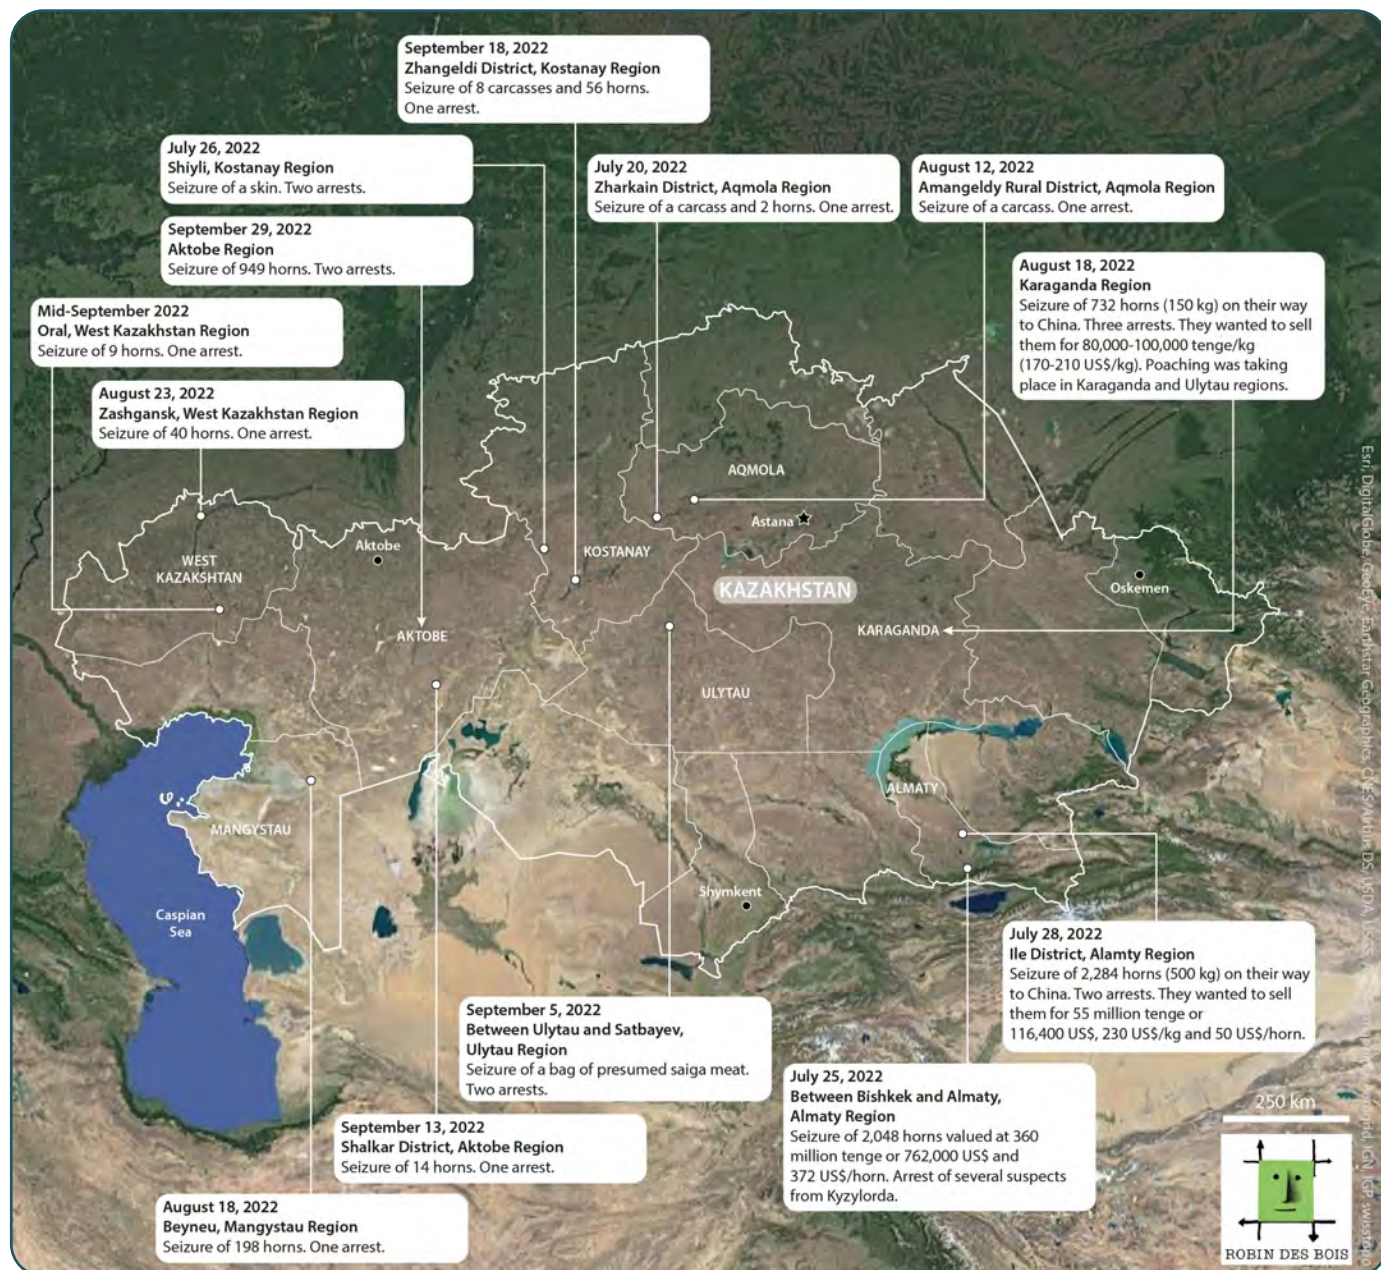 September 18, 2022
Zhangeldi District, Kostanay Region
Seizure of 8 carcasses and 56 horns.
One arrest.
July 26, 2022
Shiyli, Kostanay Region
Seizure of a skin. Two arrests.
July 20, 2022
Zharkain District, Aqmola Region
Seizure of a carcass and 2 horns. One arrest.
August 12, 2022
Amangeldy Rural District, Aqmola Region
Seizure of a carcass. One arrest.
September 29, 2022
Aktobe Region
Seizure of 949 horns. Two arrests.
August 18, 2022
Karaganda Region
Seizure of 732 horns (150 kg) on their way
to China. Three arrests. They wanted to sell
them for 80,000-100,000 tenge/kg
(170-210 US$/kg). Poaching was taking
place in Karaganda and Ulytau regions.
Mid-September 2022
Oral, West Kazakhstan Region
Seizure of 9 horns. One arrest.
August 23, 2022
Zashgansk, West Kazakhstan Region
Seizure of 40 horns. One arrest.
AQMOLA
Astana
Aktobe
KOSTANAY
WEST
KAZAKSHTAN
KAZAKHSTAN
Oskemen
AKTOBE
KARAGANDA
ULYTAU
ALMATY
MANGYSTAU
Shymkent
Caspian
Sea
July 28, 2022
Ile District, Alamty Region
Seizure of 2,284 horns (500 kg) on their way
to China. Two arrests. They wanted to sell
them for 55 million tenge or
116,400 US$, 230 US$/kg and 50 US$/horn.
September 5, 2022
Between Ulytau and Satbayev,
Ulytau Region
Seizure of a bag of presumed saiga meat.
Two arrests.
July 25, 2022
Between Bishkek and Almaty,
Almaty Region
Seizure of 2,048 horns valued at 360
million tenge or 762,000 US$ and
372 US$/horn. Arrest of several suspects
from Kyzylorda.
September 13, 2022
Shalkar District, Aktobe Region
Seizure of 14 horns. One arrest.
August 18, 2022
Beyneu, Mangystau Region
Seizure of 198 horns. One arrest.
250 km
ROBIN DES BOIS
Esri, DigitalGlobe, GeoEye, Earthstar Geographics, CNES/Airbus DS, USDA, IGN, IGP, swisstopo